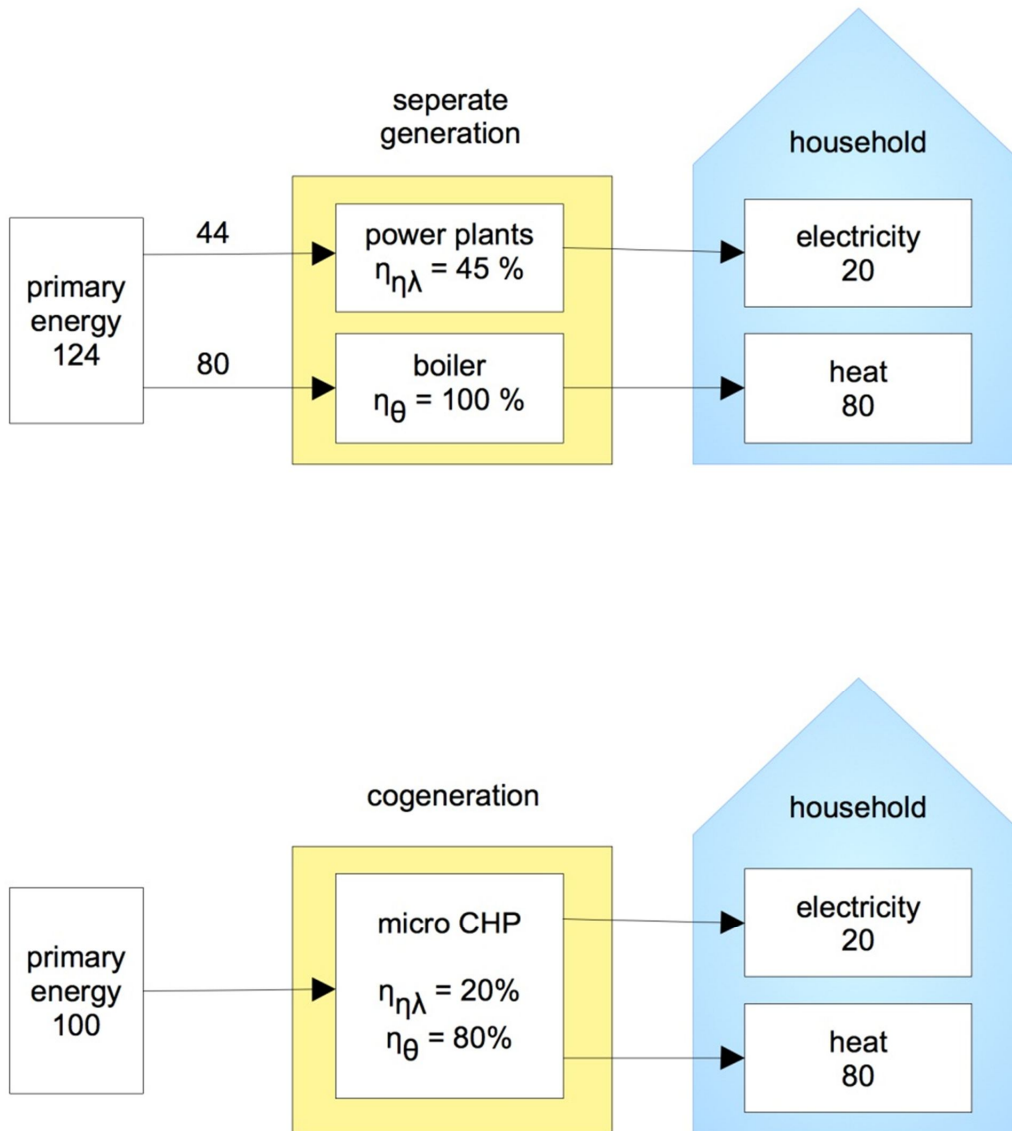 seperate
generation
household
44
power plants
ηηλ = 45 %
electricity
20
primary
energy
124
80
boiler
ηθ = 100 %
heat
80
cogeneration
household
primary
energy
100
micro CHP
ηηλ = 20%
ηθ = 80%
electricity
20
heat
80